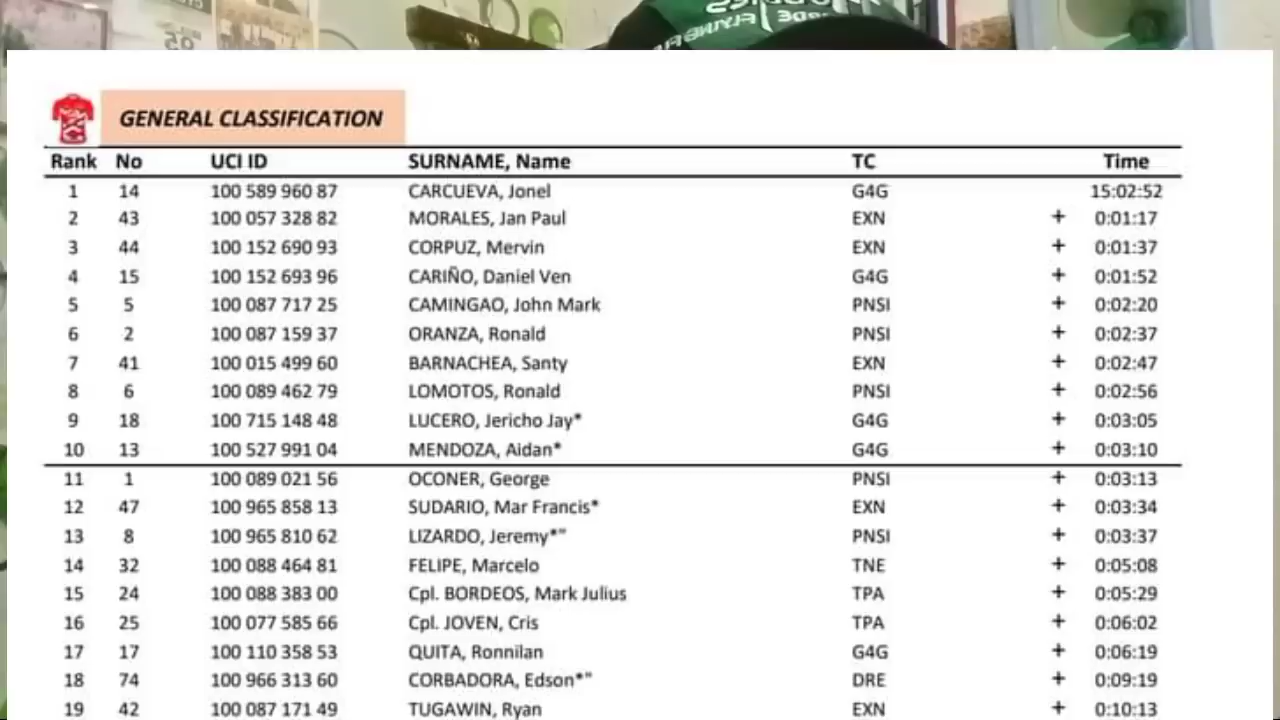 GENERAL CLASSIFICATION
Rank No UCI ID SURNAME, Name TC Time
1 14 100 589 960 87 CARCUEVA, Jonel G4G 15:02:52
2 43 100 057 328 82 MORALES, Jan Paul EXN + 0:01:17
3 44 100 152 690 93 CORPUZ, Mervin EXN + 0:01:37
4 15 100 152 693 96 CARIÑO, Daniel Ven G4G + 0:01:52
5 5 100 087 717 25 CAMINGAO, John Mark PNSI + 0:02:20
6 2 100 087 159 37 ORANZA, Ronald PNSI + 0:02:37
7 41 100 015 499 60 BARNACHEA, Santy EXN + 0:02:47
8 6 100 089 462 79 LOMOTOS, Ronald PNSI + 0:02:56
9 18 100 715 148 48 LUCERO, Jericho Jay* G4G + 0:03:05
10 13 100 527 991 04 MENDOZA, Aidan* G4G + 0:03:10
11 1 100 089 021 56 OCONER, George PNSI + 0:03:13
12 47 100 965 858 13 SUDARIO, Mar Francis* EXN + 0:03:34
13 8 100 965 810 62 LIZARDO, Jeremy*" PNSI + 0:03:37
14 32 100 088 464 81 FELIPE, Marcelo TNE + 0:05:08
15 24 100 088 383 00 Cpl. BORDEOS, Mark Julius TPA + 0:05:29
16 25 100 077 585 66 Cpl. JOVEN, Cris TPA + 0:06:02
17 17 100 110 358 53 QUITA, Ronnilan G4G + 0:06:19
18 74 100 966 313 60 CORBADORA, Edson*" DRE + 0:09:19
19 42 100 087 171 49 TUGAWIN, Ryan EXN + 0:10:13